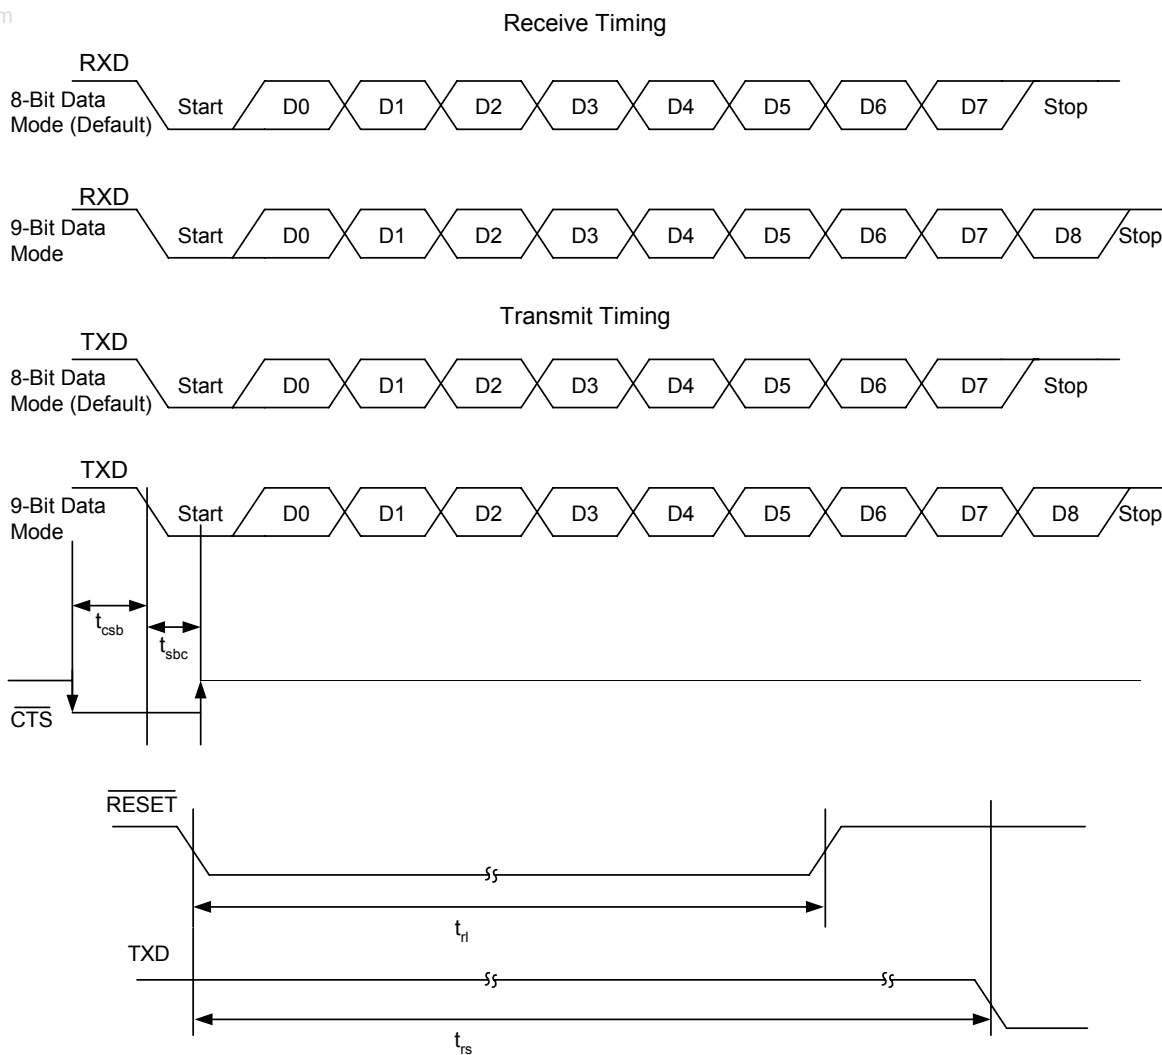 m
Receive Timing
RXD
8-Bit Data
Mode (Default)
Start D0 D1 D2 D3 D4 D5 D6 D7 Stop
RXD
9-Bit Data
Mode
Start D0 D1 D2 D3 D4 D5 D6 D7 D8 Stop
Transmit Timing
TXD
8-Bit Data
Mode (Default)
Start D0 D1 D2 D3 D4 D5 D6 D7 Stop
TXD
9-Bit Data
Mode
Start D0 D1 D2 D3 D4 D5 D6 D7 D8 Stop
tcsb
tsbc
CTS
RESET
trl
TXD
trs